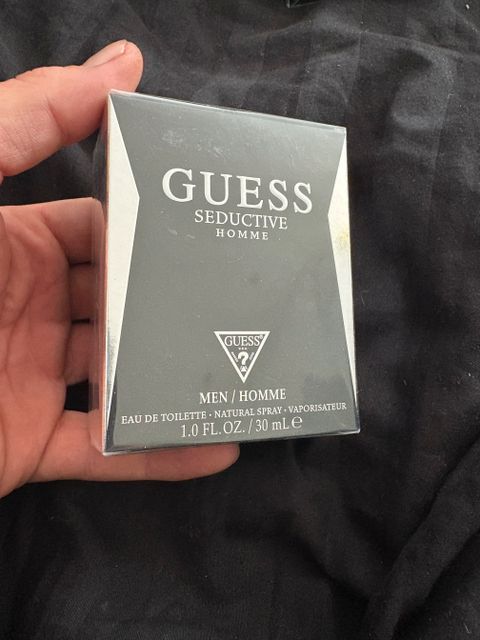 GUESS
SEDUCTIVE
HOMME
GUESS®
?
MEN / HOMME
EAU DE TOILETTE • NATURAL SPRAY • VAPORISATEUR
1.0 FL. OZ. / 30 mL ℮